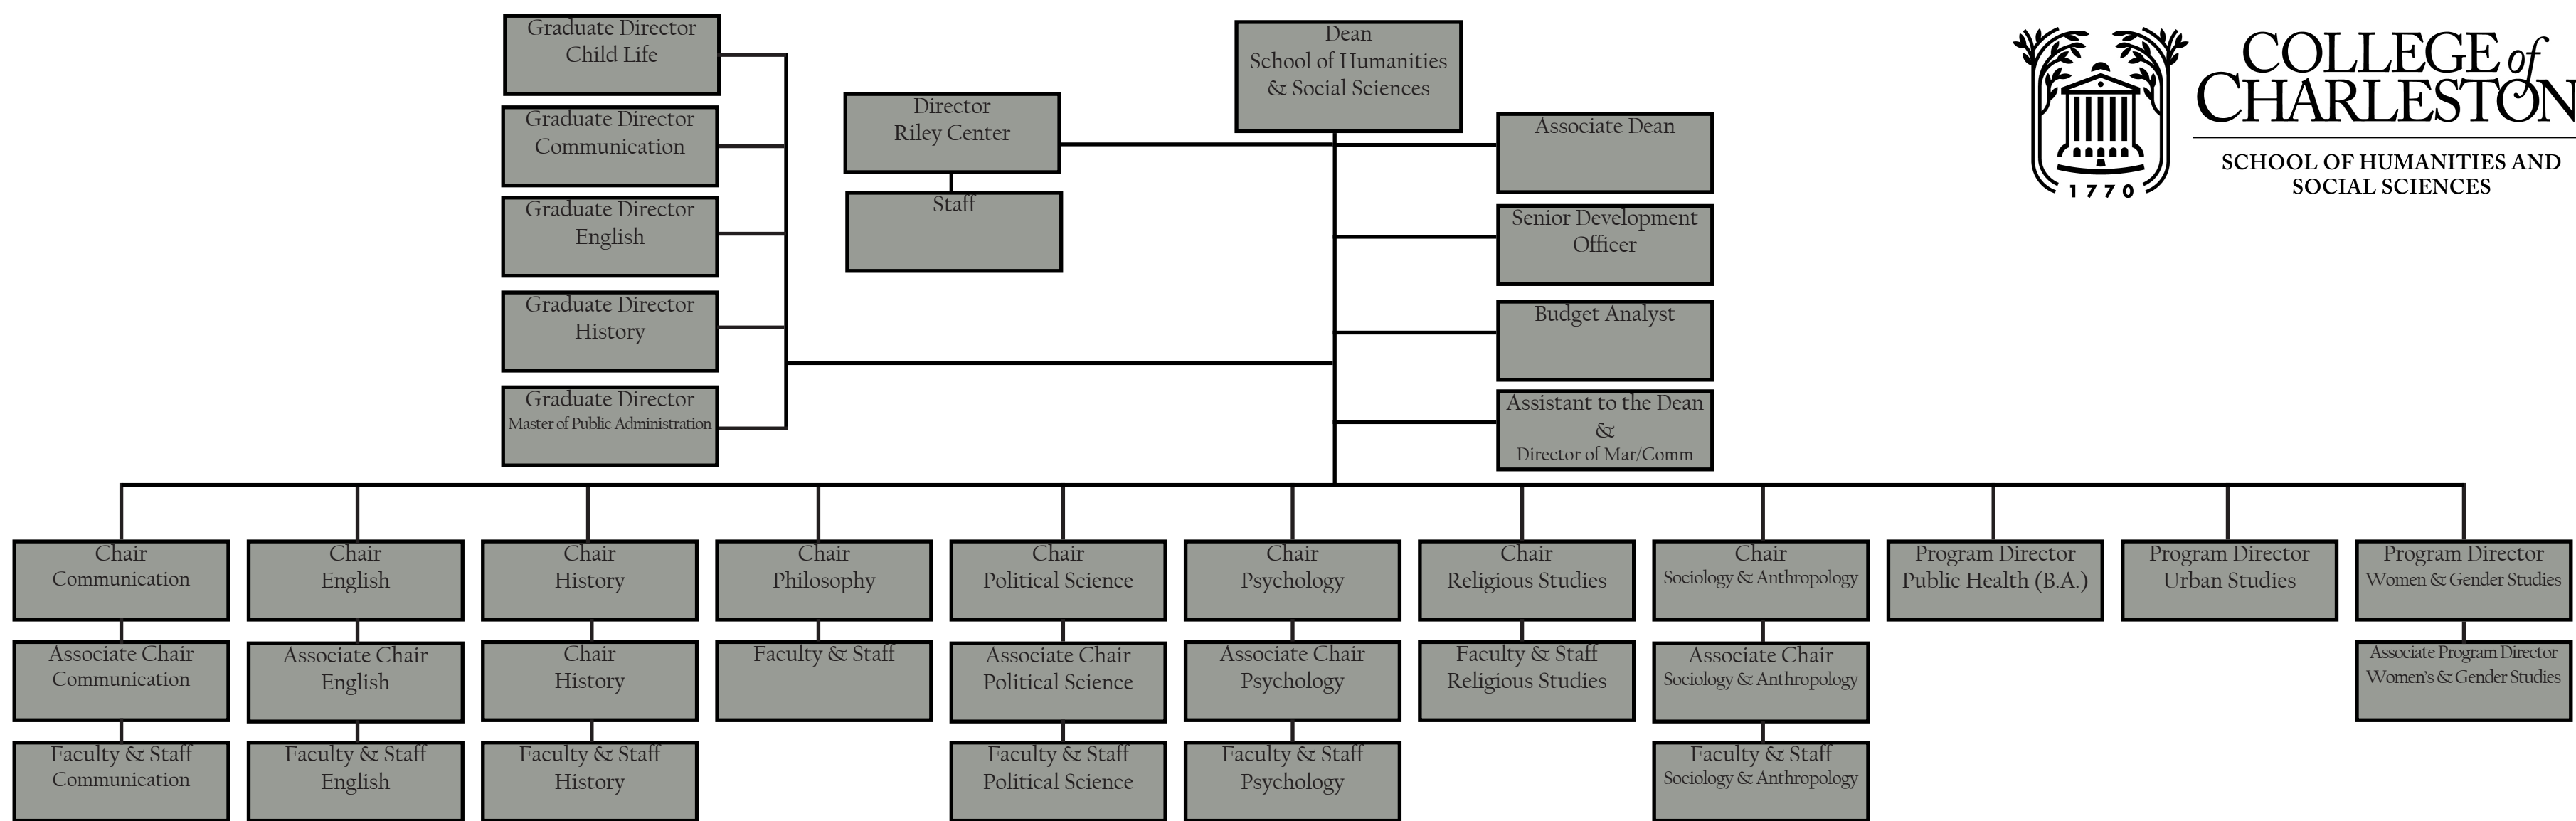 Graduate Director
Child Life
Graduate Director
Communication
Graduate Director
English
Graduate Director
History
Graduate Director
Master of Public Administration
Director
Riley Center
Staff
Dean
School of Humanities
& Social Sciences
Associate Dean
Senior Development
Officer
Budget Analyst
Assistant to the Dean
&
Director of Mar/Comm
1770
COLLEGE of
CHARLESTON
SCHOOL OF HUMANITIES AND
SOCIAL SCIENCES
Chair
Communication
Chair
English
Chair
History
Chair
Philosophy
Chair
Political Science
Chair
Psychology
Chair
Religious Studies
Chair
Sociology & Anthropology
Program Director
Public Health (B.A.)
Program Director
Urban Studies
Program Director
Women & Gender Studies
Associate Chair
Communication
Associate Chair
English
Chair
History
Faculty & Staff
Associate Chair
Political Science
Associate Chair
Psychology
Faculty & Staff
Religious Studies
Associate Chair
Sociology & Anthropology
Associate Program Director
Women's & Gender Studies
Faculty & Staff
Communication
Faculty & Staff
English
Faculty & Staff
History
Faculty & Staff
Political Science
Faculty & Staff
Psychology
Faculty & Staff
Sociology & Anthropology